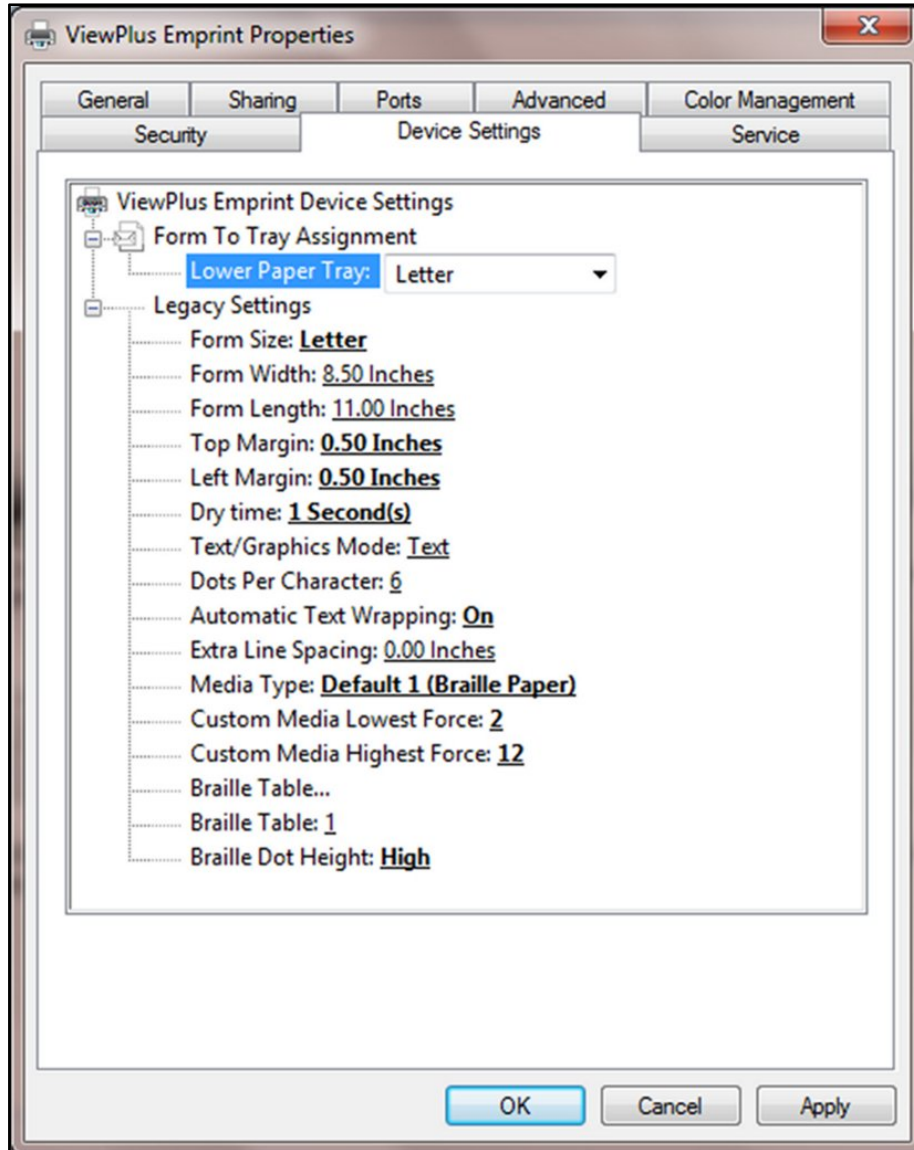 ViewPlus Emprint Properties
General Sharing Ports Advanced Color Management
Security Device Settings Service
ViewPlus Emprint Device Settings
Form To Tray Assignment
Lower Paper Tray: Letter
Legacy Settings
Form Size: Letter
Form Width: 8.50 Inches
Form Length: 11.00 Inches
Top Margin: 0.50 Inches
Left Margin: 0.50 Inches
Dry time: 1 Second(s)
Text/Graphics Mode: Text
Dots Per Character: 6
Automatic Text Wrapping: On
Extra Line Spacing: 0.00 Inches
Media Type: Default 1 (Braille Paper)
Custom Media Lowest Force: 2
Custom Media Highest Force: 12
Braille Table...
Braille Table: 1
Braille Dot Height: High
OK Cancel Apply